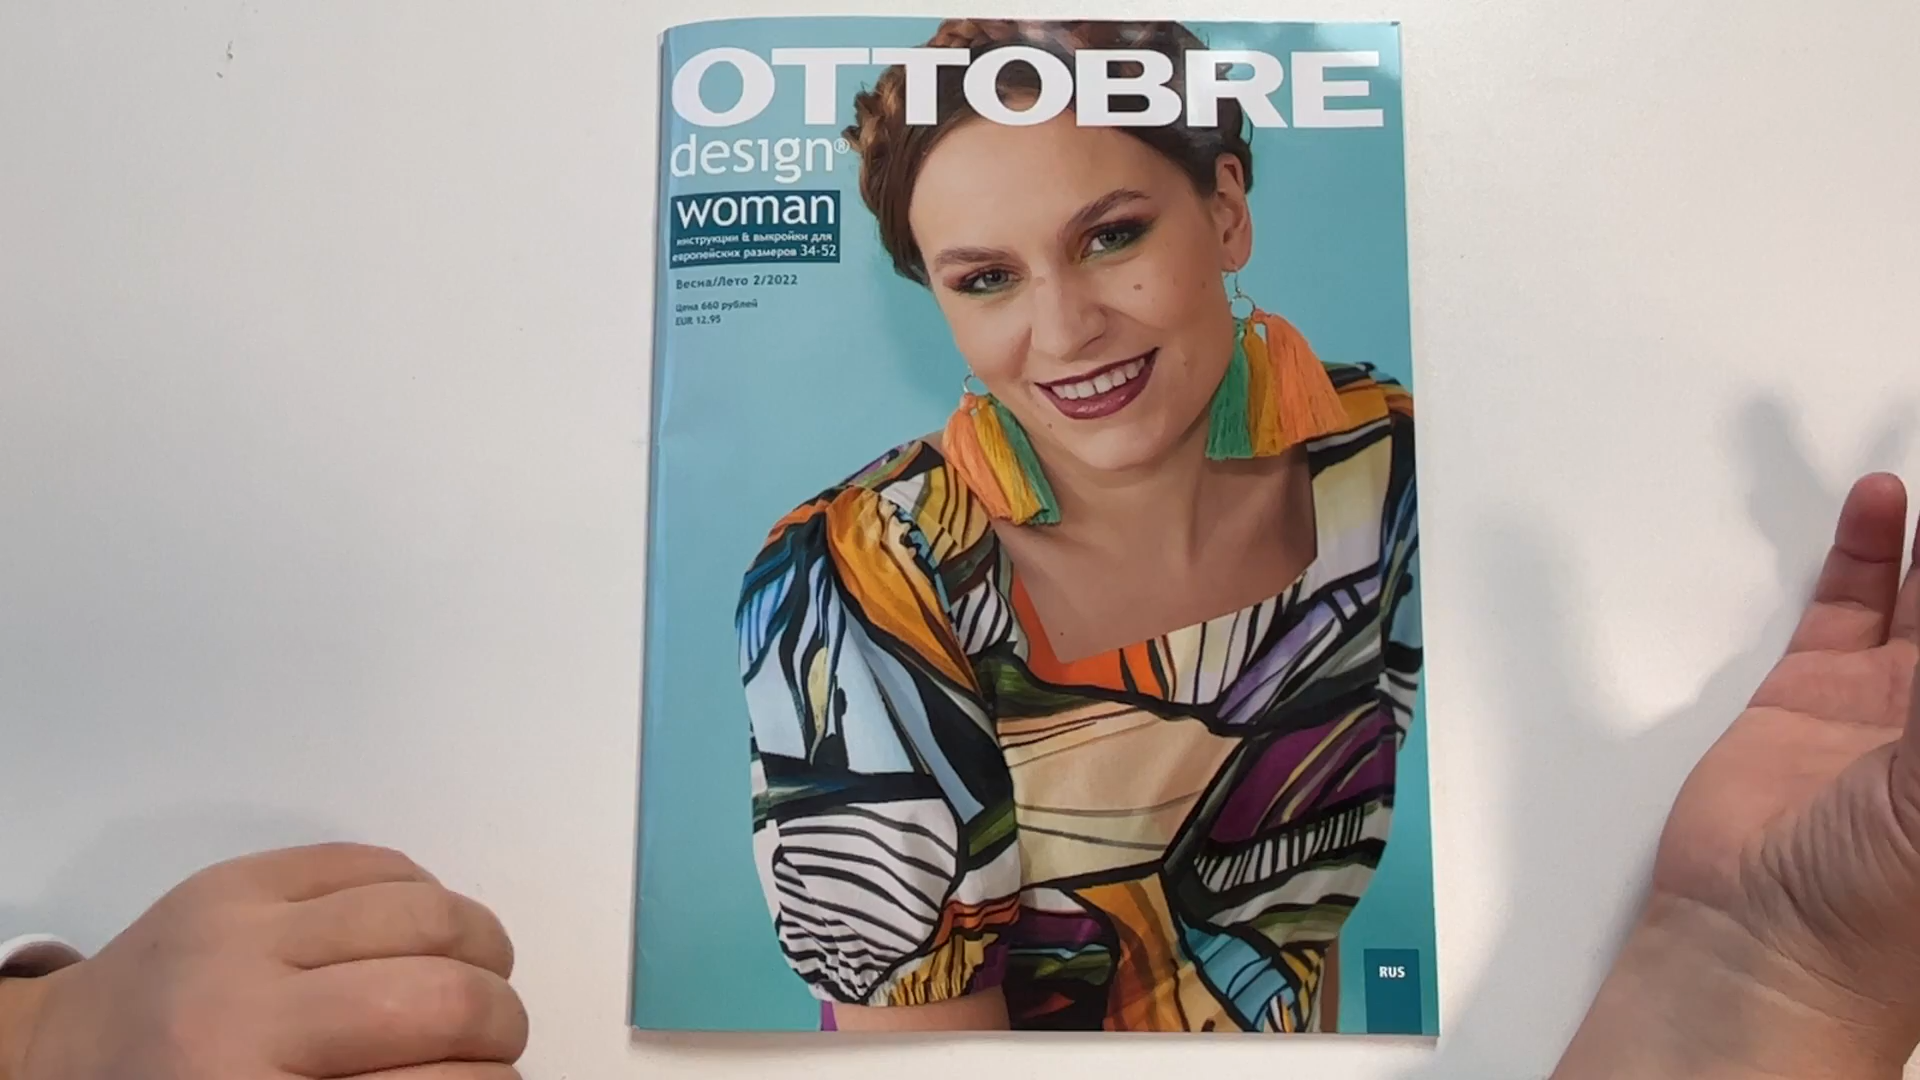 OTTOBRE
design®
woman
инструкции & выкройки для
европейских размеров 34-52
Весна/Лето 2/2022
Цена 660 рублей
EUR 12,95
RUS